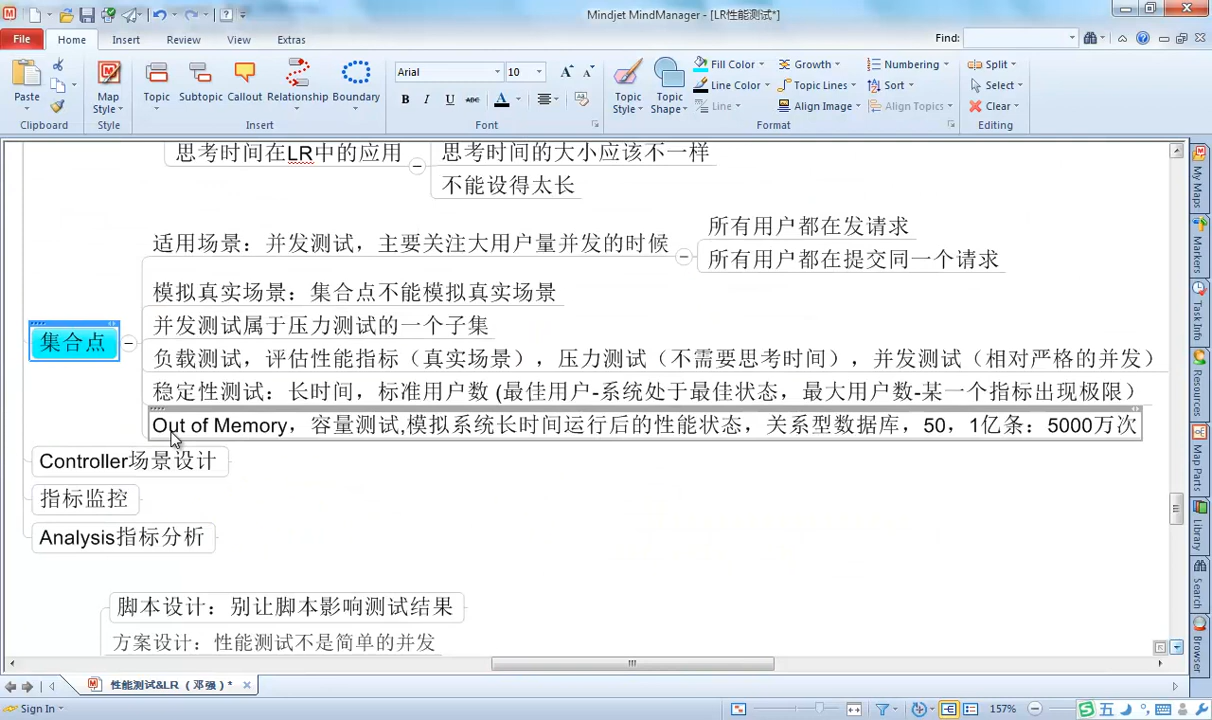 Mindjet MindManager - [LR性能测试*]
File Home Insert Review View Extras
Find:
Paste
Map Style
Topic Subtopic Callout Relationship Boundary
Arial 10
B I U abc A
Topic Style
Topic Shape
Fill Color Growth Numbering Split
Line Color Topic Lines Sort Select
Line Align Image Align Topics Clear
Clipboard Style Insert Font Format Editing
思考时间在LR中的应用
思考时间的大小应该不一样
不能设得太长
适用场景：并发测试，主要关注大用户量并发的时候
所有用户都在发请求
所有用户都在提交同一个请求
模拟真实场景：集合点不能模拟真实场景
并发测试属于压力测试的一个子集
集合点
负载测试，评估性能指标（真实场景），压力测试（不需要思考时间），并发测试（相对严格的并发）
稳定性测试：长时间，标准用户数 (最佳用户-系统处于最佳状态，最大用户数-某一个指标出现极限）
Out of Memory，容量测试,模拟系统长时间运行后的性能状态，关系型数据库，50，1亿条：5000万次
Controller场景设计
指标监控
Analysis指标分析
脚本设计：别让脚本影响测试结果
方案设计：性能测试不是简单的并发
My Maps
Markers
Task Info
Resources
Map Parts
Library
Search
Browser
性能测试&LR （邓强）*
Sign In
157%
五